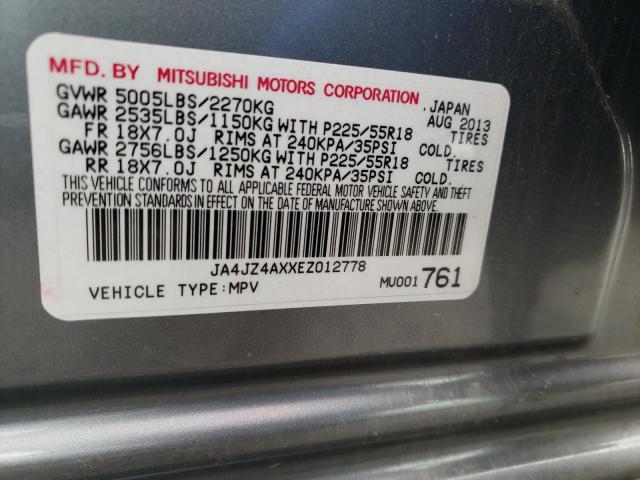 MFD. BY MITSUBISHI MOTORS CORPORATION
GVWR 5005LBS/2270KG , JAPAN
GAWR 2535LBS/1150KG WITH P225/55R18 AUG 2013
FR 18X7.0J RIMS AT 240KPA/35PSI COLD. TIRES
GAWR 2756LBS/1250KG WITH P225/55R18
RR 18X7.0J RIMS AT 240KPA/35PSI COLD. TIRES
THIS VEHICLE CONFORMS TO ALL APPLICABLE FEDERAL MOTOR VEHICLE SAFETY AND THEFT
PREVENTION STANDARDS IN EFFECT ON THE DATE OF MANUFACTURE SHOWN ABOVE.
JA4JZ4AXXEZ012778
VEHICLE TYPE:MPV MU001 761